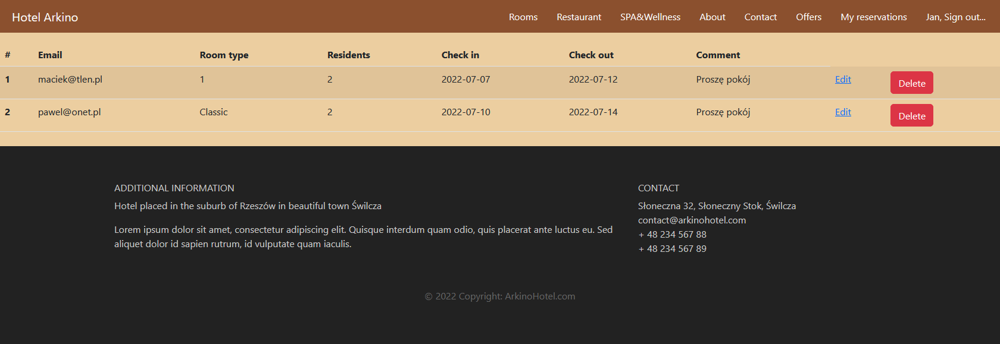 Hotel Arkino Rooms Restaurant SPA&Wellness About Contact Offers My reservations Jan, Sign out...
# Email Room type Residents Check in Check out Comment
1 maciek@tlen.pl 1 2 2022-07-07 2022-07-12 Proszę pokój Edit Delete
2 pawel@onet.pl Classic 2 2022-07-10 2022-07-14 Proszę pokój Edit Delete
ADDITIONAL INFORMATION
Hotel placed in the suburb of Rzeszów in beautiful town Świlcza
Lorem ipsum dolor sit amet, consectetur adipiscing elit. Quisque interdum quam odio, quis placerat ante luctus eu. Sed
aliquet dolor id sapien rutrum, id vulputate quam iaculis.
CONTACT
Słoneczna 32, Słoneczny Stok, Świlcza
contact@arkinohotel.com
+ 48 234 567 88
+ 48 234 567 89
© 2022 Copyright: ArkinoHotel.com